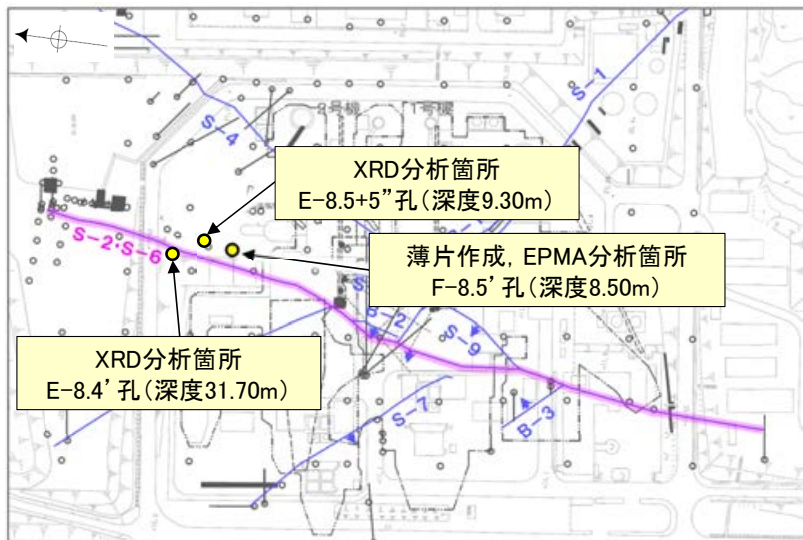 S-4
S-1
2号機
1号機
XRD分析箇所
E-8.5+5”孔(深度9.30m)
S-2･S-6
薄片作成, EPMA分析箇所
F-8.5’孔(深度8.50m)
B-2
S-9
XRD分析箇所
E-8.4’孔(深度31.70m)
S-7
B-3